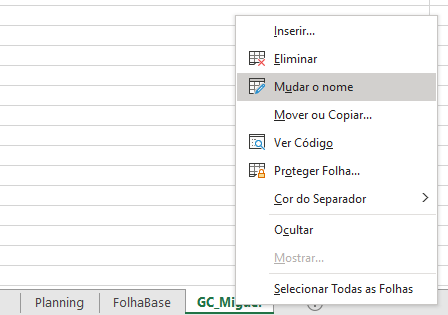 Inserir...
Eliminar
Mudar o nome
Mover ou Copiar...
Ver Código
Proteger Folha...
Cor do Separador
Ocultar
Mostrar...
Selecionar Todas as Folhas
Planning FolhaBase GC_Miguel